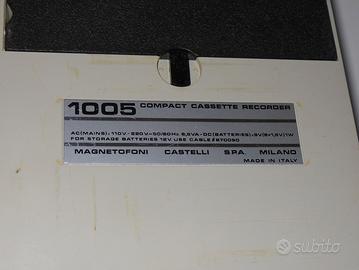 1005 COMPACT CASSETTE RECORDER
AC(MAINS): 110V - 220V ~ 50/60Hz 6,5VA - DC(BATTERIES): 9V(6x1,5V) 1W
FOR STORAGE BATTERIES 12V. USE CABLE # 870090
MAGNETOFONI CASTELLI S.P.A. MILANO
MADE IN ITALY
subito